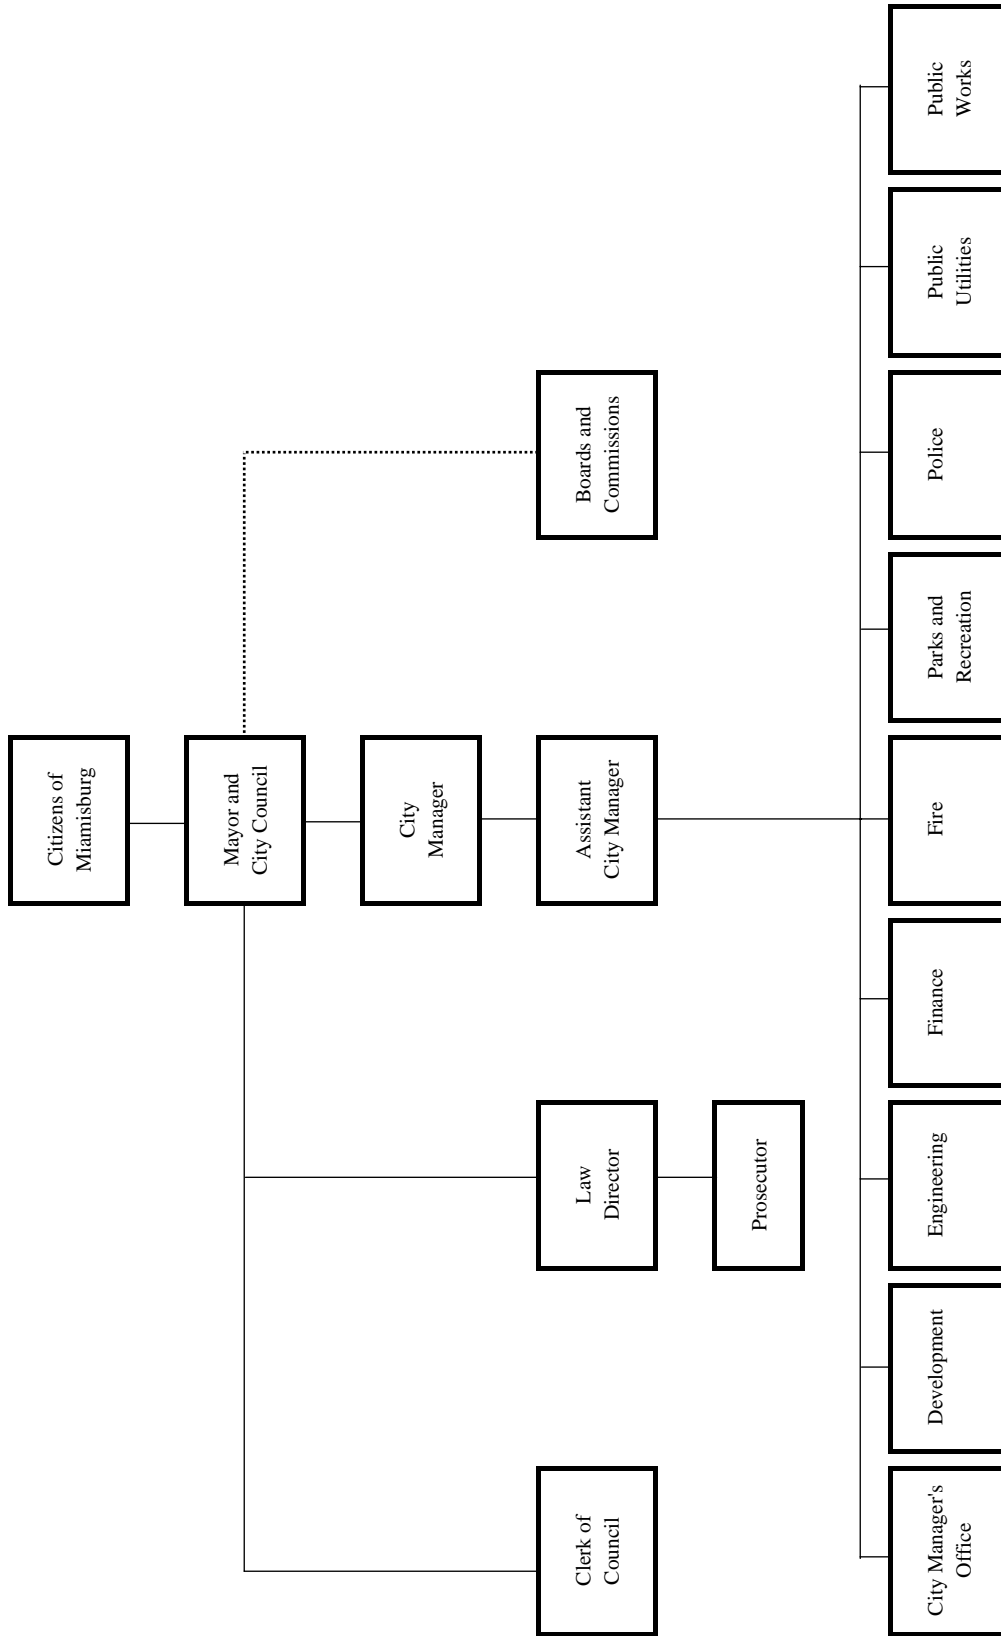 Citizens of
Miamisburg
Mayor and
City Council
City
Manager
Clerk of
Council
Law
Director
Assistant
City Manager
Boards and
Commissions
Prosecutor
City Manager's
Office
Development
Engineering
Finance
Fire
Parks and
Recreation
Police
Public
Utilities
Public
Works